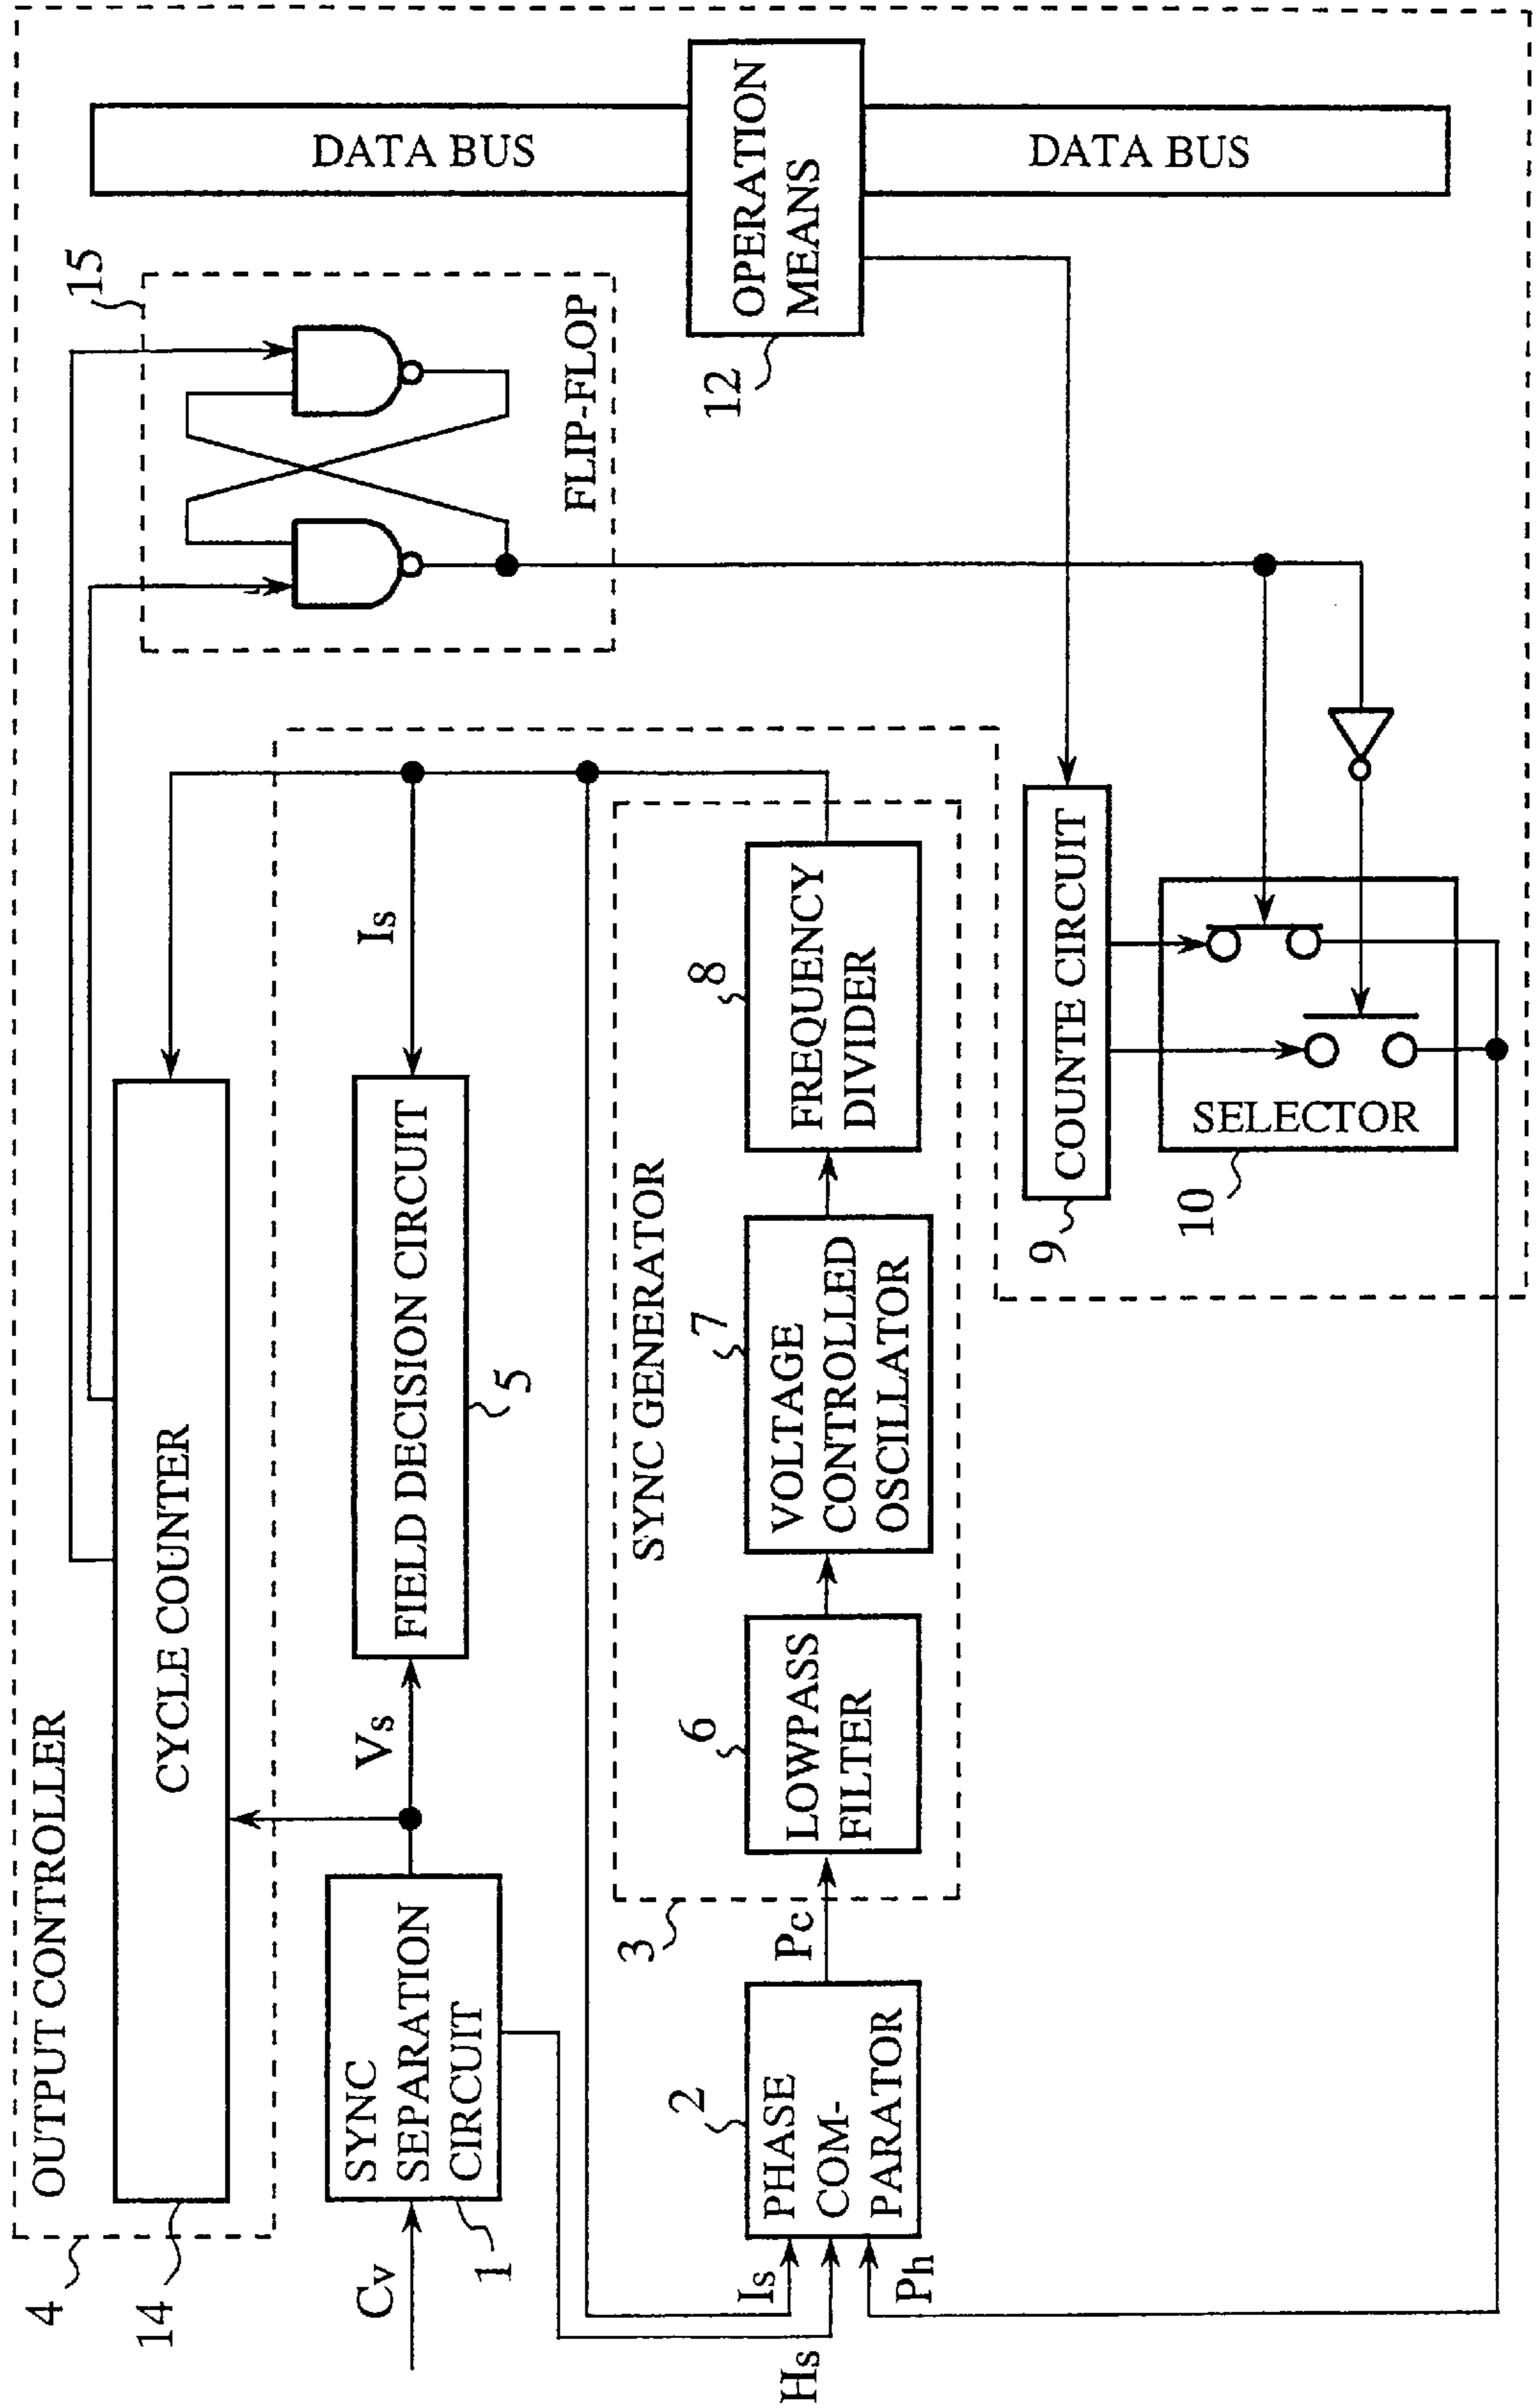 OUTPUT CONTROLLER
4
14
CYCLE COUNTER
15
FLIP-FLOP
DATA BUS
OPERATION
MEANS
12
DATA BUS
Cv
1
SYNC
SEPARATION
CIRCUIT
Vs
FIELD DECISION CIRCUIT
5
Is
SYNC GENERATOR
3
Is
Hs
Ph
2
PHASE
COM-
PARATOR
Pc
6
LOWPASS
FILTER
7
VOLTAGE
CONTROLLED
OSCILLATOR
8
FREQUENCY
DIVIDER
9
COUNTE CIRCUIT
10
SELECTOR